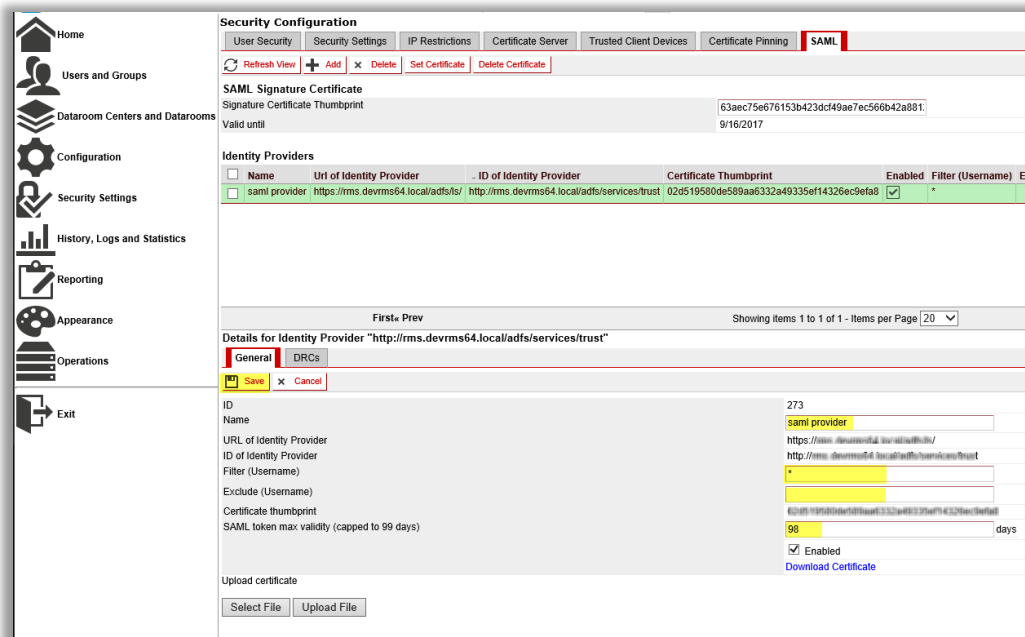 Home
Users and Groups
Dataroom Centers and Datarooms
Configuration
Security Settings
History, Logs and Statistics
Reporting
Appearance
Operations
Exit
Security Configuration
User Security Security Settings IP Restrictions Certificate Server Trusted Client Devices Certificate Pinning SAML
Refresh View Add x Delete Set Certificate Delete Certificate
SAML Signature Certificate
Signature Certificate Thumbprint 63aec75e676153b423dcf49ae7ec566b42a881
Valid until 9/16/2017
Identity Providers
Name Url of Identity Provider ID of Identity Provider Certificate Thumbprint Enabled Filter (Username) E
saml provider https://rms.devrms64.local/adfs/ls/ http://rms.devrms64.local/adfs/services/trust 02d519580de589aa6332a49335ef14326ec9efa8 *
First« Prev Showing items 1 to 1 of 1 - Items per Page 20
Details for Identity Provider "http://rms.devrms64.local/adfs/services/trust"
General DRCs
Save x Cancel
ID 273
Name saml provider
URL of Identity Provider https://
ID of Identity Provider http://
Filter (Username) *
Exclude (Username)
Certificate thumbprint
SAML token max validity (capped to 99 days) 98 days
Enabled
Download Certificate
Upload certificate
Select File Upload File